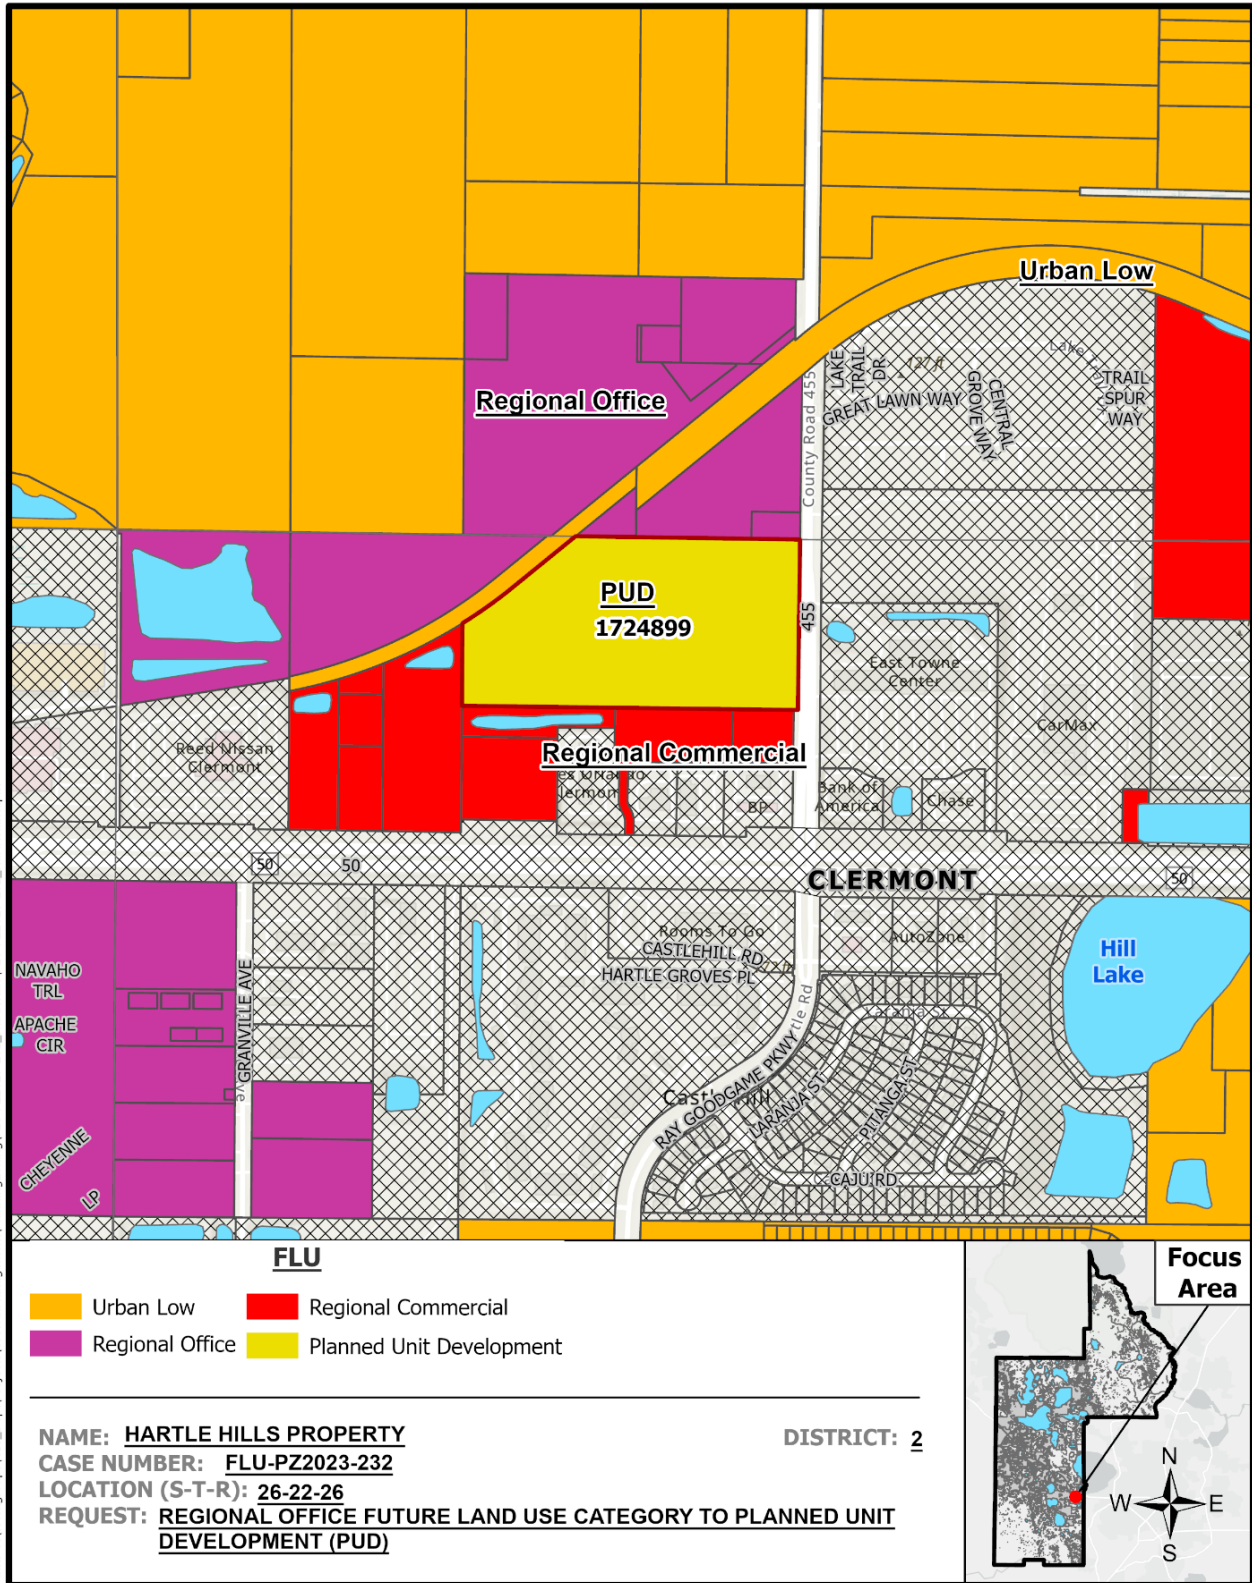 Urban Low
LAKE
TRAIL
DR
127 ft
GREAT LAWN WAY
CENTRAL
GROVE WAY
TRAIL
SPUR
WAY
Regional Office
County Road 455
PUD
1724899
455
East Towne
Center
CarMax
Reed Nissan
Clermont
Regional Commercial
BP
Bank of
America
Chase
50
50
CLERMONT
50
Rooms To Go
CASTLEHILL RD
HARTLE GROVES PL
AutoZone
Hill
Lake
NAVAHO
TRL
APACHE
CIR
GRANVILLE AVE
RAY GOODGAME PKWY
LARANJA ST
PITANGA ST
CHEYENNE
LP
CAJU RD
FLU
Urban Low
Regional Commercial
Regional Office
Planned Unit Development
Focus
Area
NAME: HARTLE HILLS PROPERTY
DISTRICT: 2
CASE NUMBER: FLU-PZ2023-232
LOCATION (S-T-R): 26-22-26
REQUEST: REGIONAL OFFICE FUTURE LAND USE CATEGORY TO PLANNED UNIT
DEVELOPMENT (PUD)
N
W
E
S